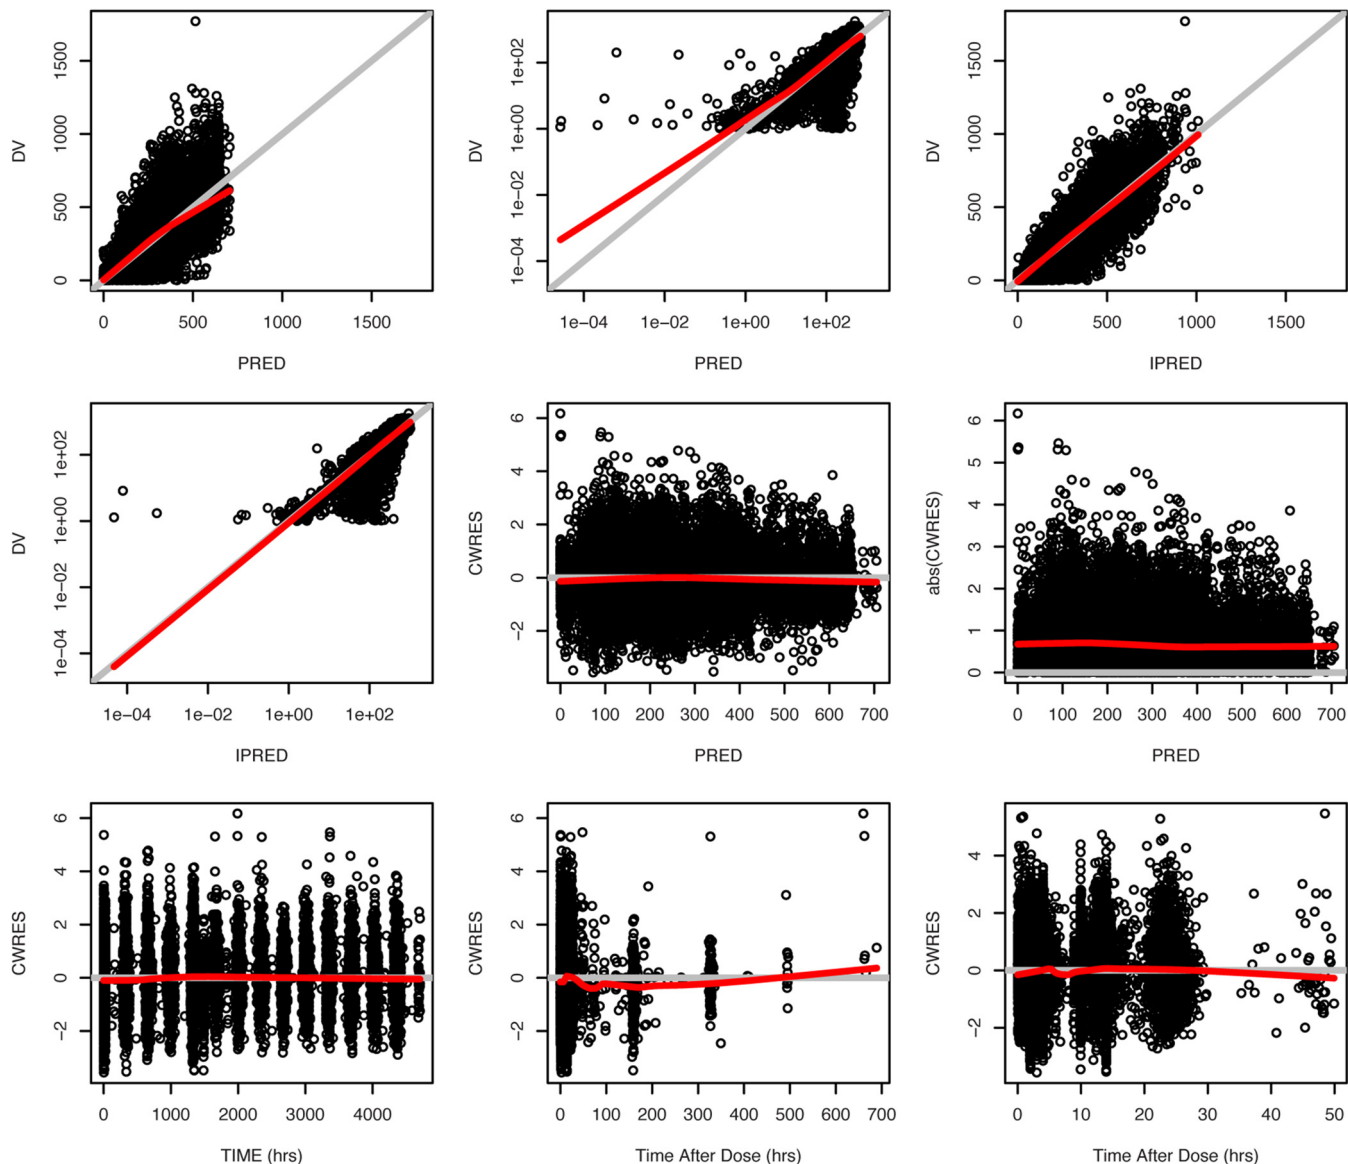 DV
0 500 1000 1500
0 500 1000 1500
PRED
DV
1e−04 1e−02 1e+00 1e+02
1e−04 1e−02 1e+00 1e+02
PRED
DV
0 500 1000 1500
0 500 1000 1500
IPRED
DV
1e−04 1e−02 1e+00 1e+02
1e−04 1e−02 1e+00 1e+02
IPRED
CWRES
−2 0 2 4 6
0 100 200 300 400 500 600 700
PRED
abs(CWRES)
0 1 2 3 4 5 6
0 100 200 300 400 500 600 700
PRED
CWRES
−2 0 2 4 6
0 1000 2000 3000 4000
TIME (hrs)
CWRES
−2 0 2 4 6
0 100 200 300 400 500 600 700
Time After Dose (hrs)
CWRES
−2 0 2 4
0 10 20 30 40 50
Time After Dose (hrs)